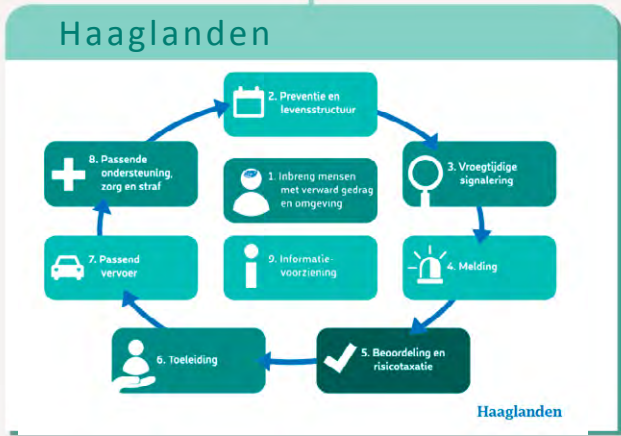 Haaglanden
2. Preventie en
levensstructuur
8. Passende
ondersteuning,
zorg en straf
1. Inbreng mensen
met verward gedrag
en omgeving
3. Vroegtijdige
signalering
7. Passend
vervoer
9. Informatie-
voorziening
4. Melding
6. Toeleiding
5. Beoordeling en
risicotaxatie
Haaglanden